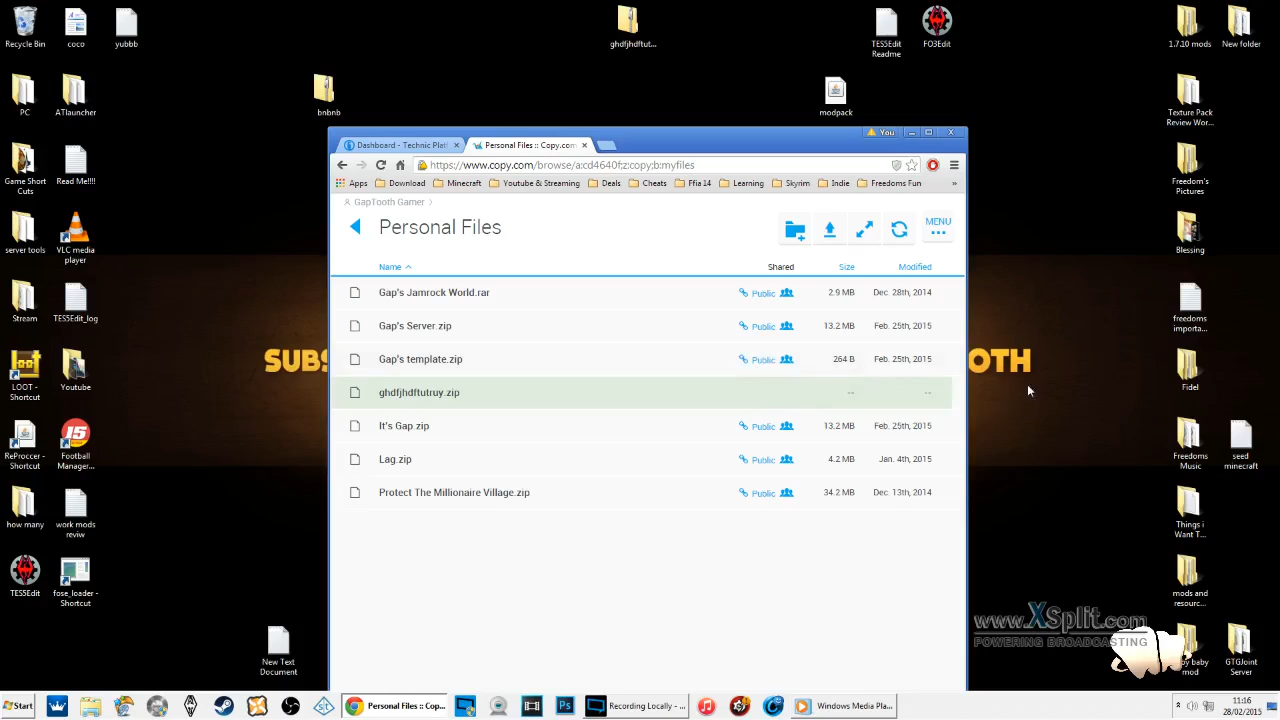 Recycle Bin
coco
yubbb
ghdfjhdftut...
TES5Edit Readme
FO3Edit
1.7.10 mods
New folder
PC
ATlauncher
bnbnb
modpack
Texture Pack Review Wor...
You
Dashboard - Technic Platf
Personal Files :: Copy.com
https://www.copy.com/browse/a:cd4640f;z:copy;b:myfiles
Apps
Download
Minecraft
Youtube & Streaming
Deals
Cheats
Ffia 14
Learning
Skyrim
Indie
Freedoms Fun
»
Game Short Cuts
Read Me!!!!
Freedom's Pictures
GapTooth Gamer
Personal Files
MENU
server tools
VLC media player
Blessing
Name
Shared
Size
Modified
Gap's Jamrock World.rar
Public
2.9 MB
Dec. 28th, 2014
Stream
TES5Edit_log
freedoms importa...
Gap's Server.zip
Public
13.2 MB
Feb. 25th, 2015
SUBS
OTH
Gap's template.zip
Public
264 B
Feb. 25th, 2015
LOOT - Shortcut
Youtube
Fidel
ghdfjhdftutruy.zip
--
--
It's Gap.zip
Public
13.2 MB
Feb. 25th, 2015
ReProccer - Shortcut
15
Football Manager...
Freedoms Music
seed minecraft
Lag.zip
Public
4.2 MB
Jan. 4th, 2015
Protect The Millionaire Village.zip
Public
34.2 MB
Dec. 13th, 2014
how many
work mods reviw
Things i Want T...
TES5Edit
fose_loader - Shortcut
mods and resourc...
www.XSplit.com
POWERING BROADCASTING
New Text Document
baby mod
GTGJoint Server
Start
Personal Files :: Cop...
Ps
Recording Locally - ...
Windows Media Pla...
11:16
28/02/2015